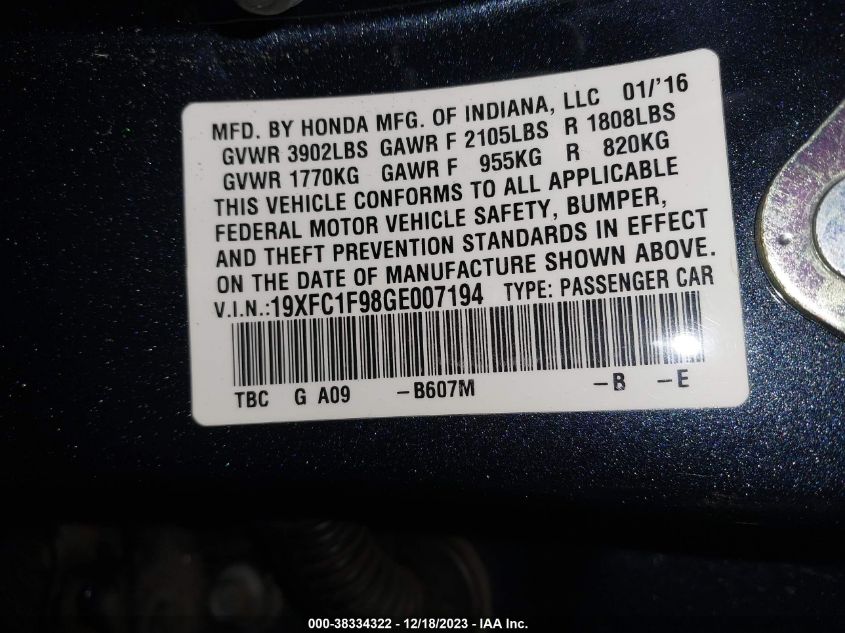 MFD. BY HONDA MFG. OF INDIANA, LLC 01/'16
GVWR 3902LBS GAWR F 2105LBS R 1808LBS
GVWR 1770KG GAWR F 955KG R 820KG
THIS VEHICLE CONFORMS TO ALL APPLICABLE
FEDERAL MOTOR VEHICLE SAFETY, BUMPER,
AND THEFT PREVENTION STANDARDS IN EFFECT
ON THE DATE OF MANUFACTURE SHOWN ABOVE.
V.I.N.:19XFC1F98GE007194 TYPE: PASSENGER CAR
TBC G A09 -B607M -B -E
000-38334322 - 12/18/2023 - IAA Inc.